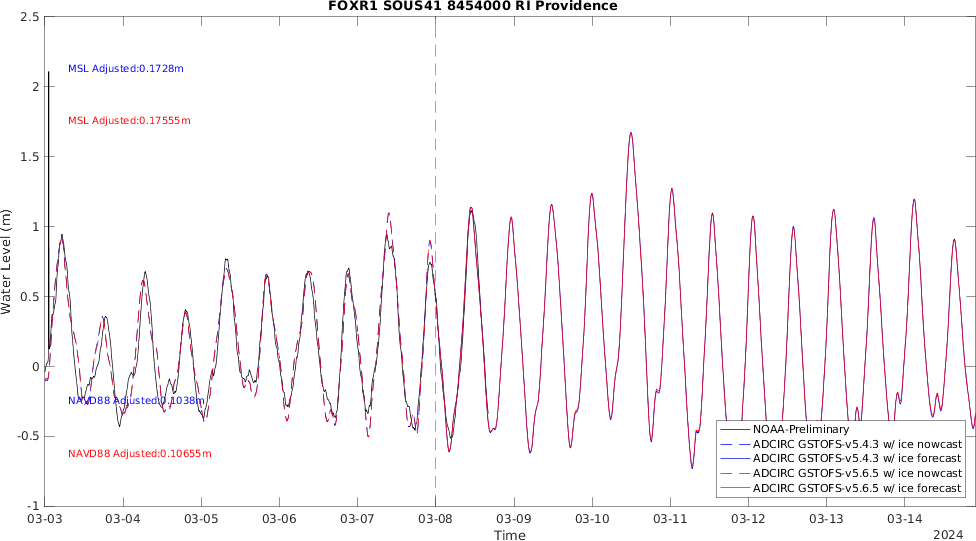 FOXR1 SOUS41 8454000 RI Providence
Water Level (m)
2.5
2
1.5
1
0.5
0
-0.5
-1
MSL Adjusted:0.1728m
MSL Adjusted:0.17555m
NAVD88 Adjusted:0.1038m
NAVD88 Adjusted:0.10655m
NOAA-Preliminary
ADCIRC GSTOFS-v5.4.3 w/ ice nowcast
ADCIRC GSTOFS-v5.4.3 w/ ice forecast
ADCIRC GSTOFS-v5.6.5 w/ ice nowcast
ADCIRC GSTOFS-v5.6.5 w/ ice forecast
03-03 03-04 03-05 03-06 03-07 03-08 03-09 03-10 03-11 03-12 03-13 03-14
Time
2024